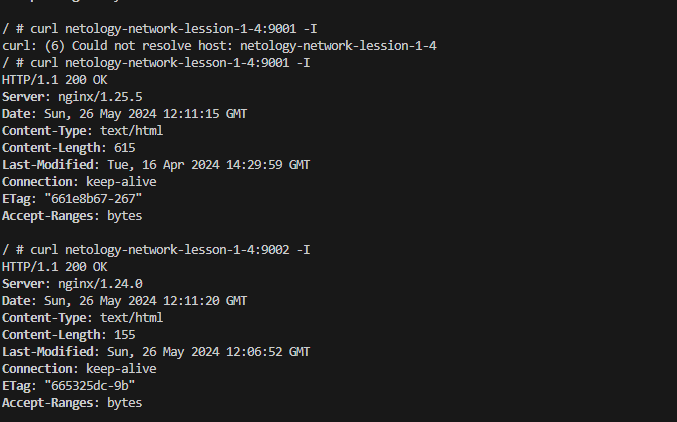 / # curl netology-network-lession-1-4:9001 -I
curl: (6) Could not resolve host: netology-network-lession-1-4
/ # curl netology-network-lesson-1-4:9001 -I
HTTP/1.1 200 OK
Server: nginx/1.25.5
Date: Sun, 26 May 2024 12:11:15 GMT
Content-Type: text/html
Content-Length: 615
Last-Modified: Tue, 16 Apr 2024 14:29:59 GMT
Connection: keep-alive
ETag: "661e8b67-267"
Accept-Ranges: bytes
/ # curl netology-network-lesson-1-4:9002 -I
HTTP/1.1 200 OK
Server: nginx/1.24.0
Date: Sun, 26 May 2024 12:11:20 GMT
Content-Type: text/html
Content-Length: 155
Last-Modified: Sun, 26 May 2024 12:06:52 GMT
Connection: keep-alive
ETag: "665325dc-9b"
Accept-Ranges: bytes